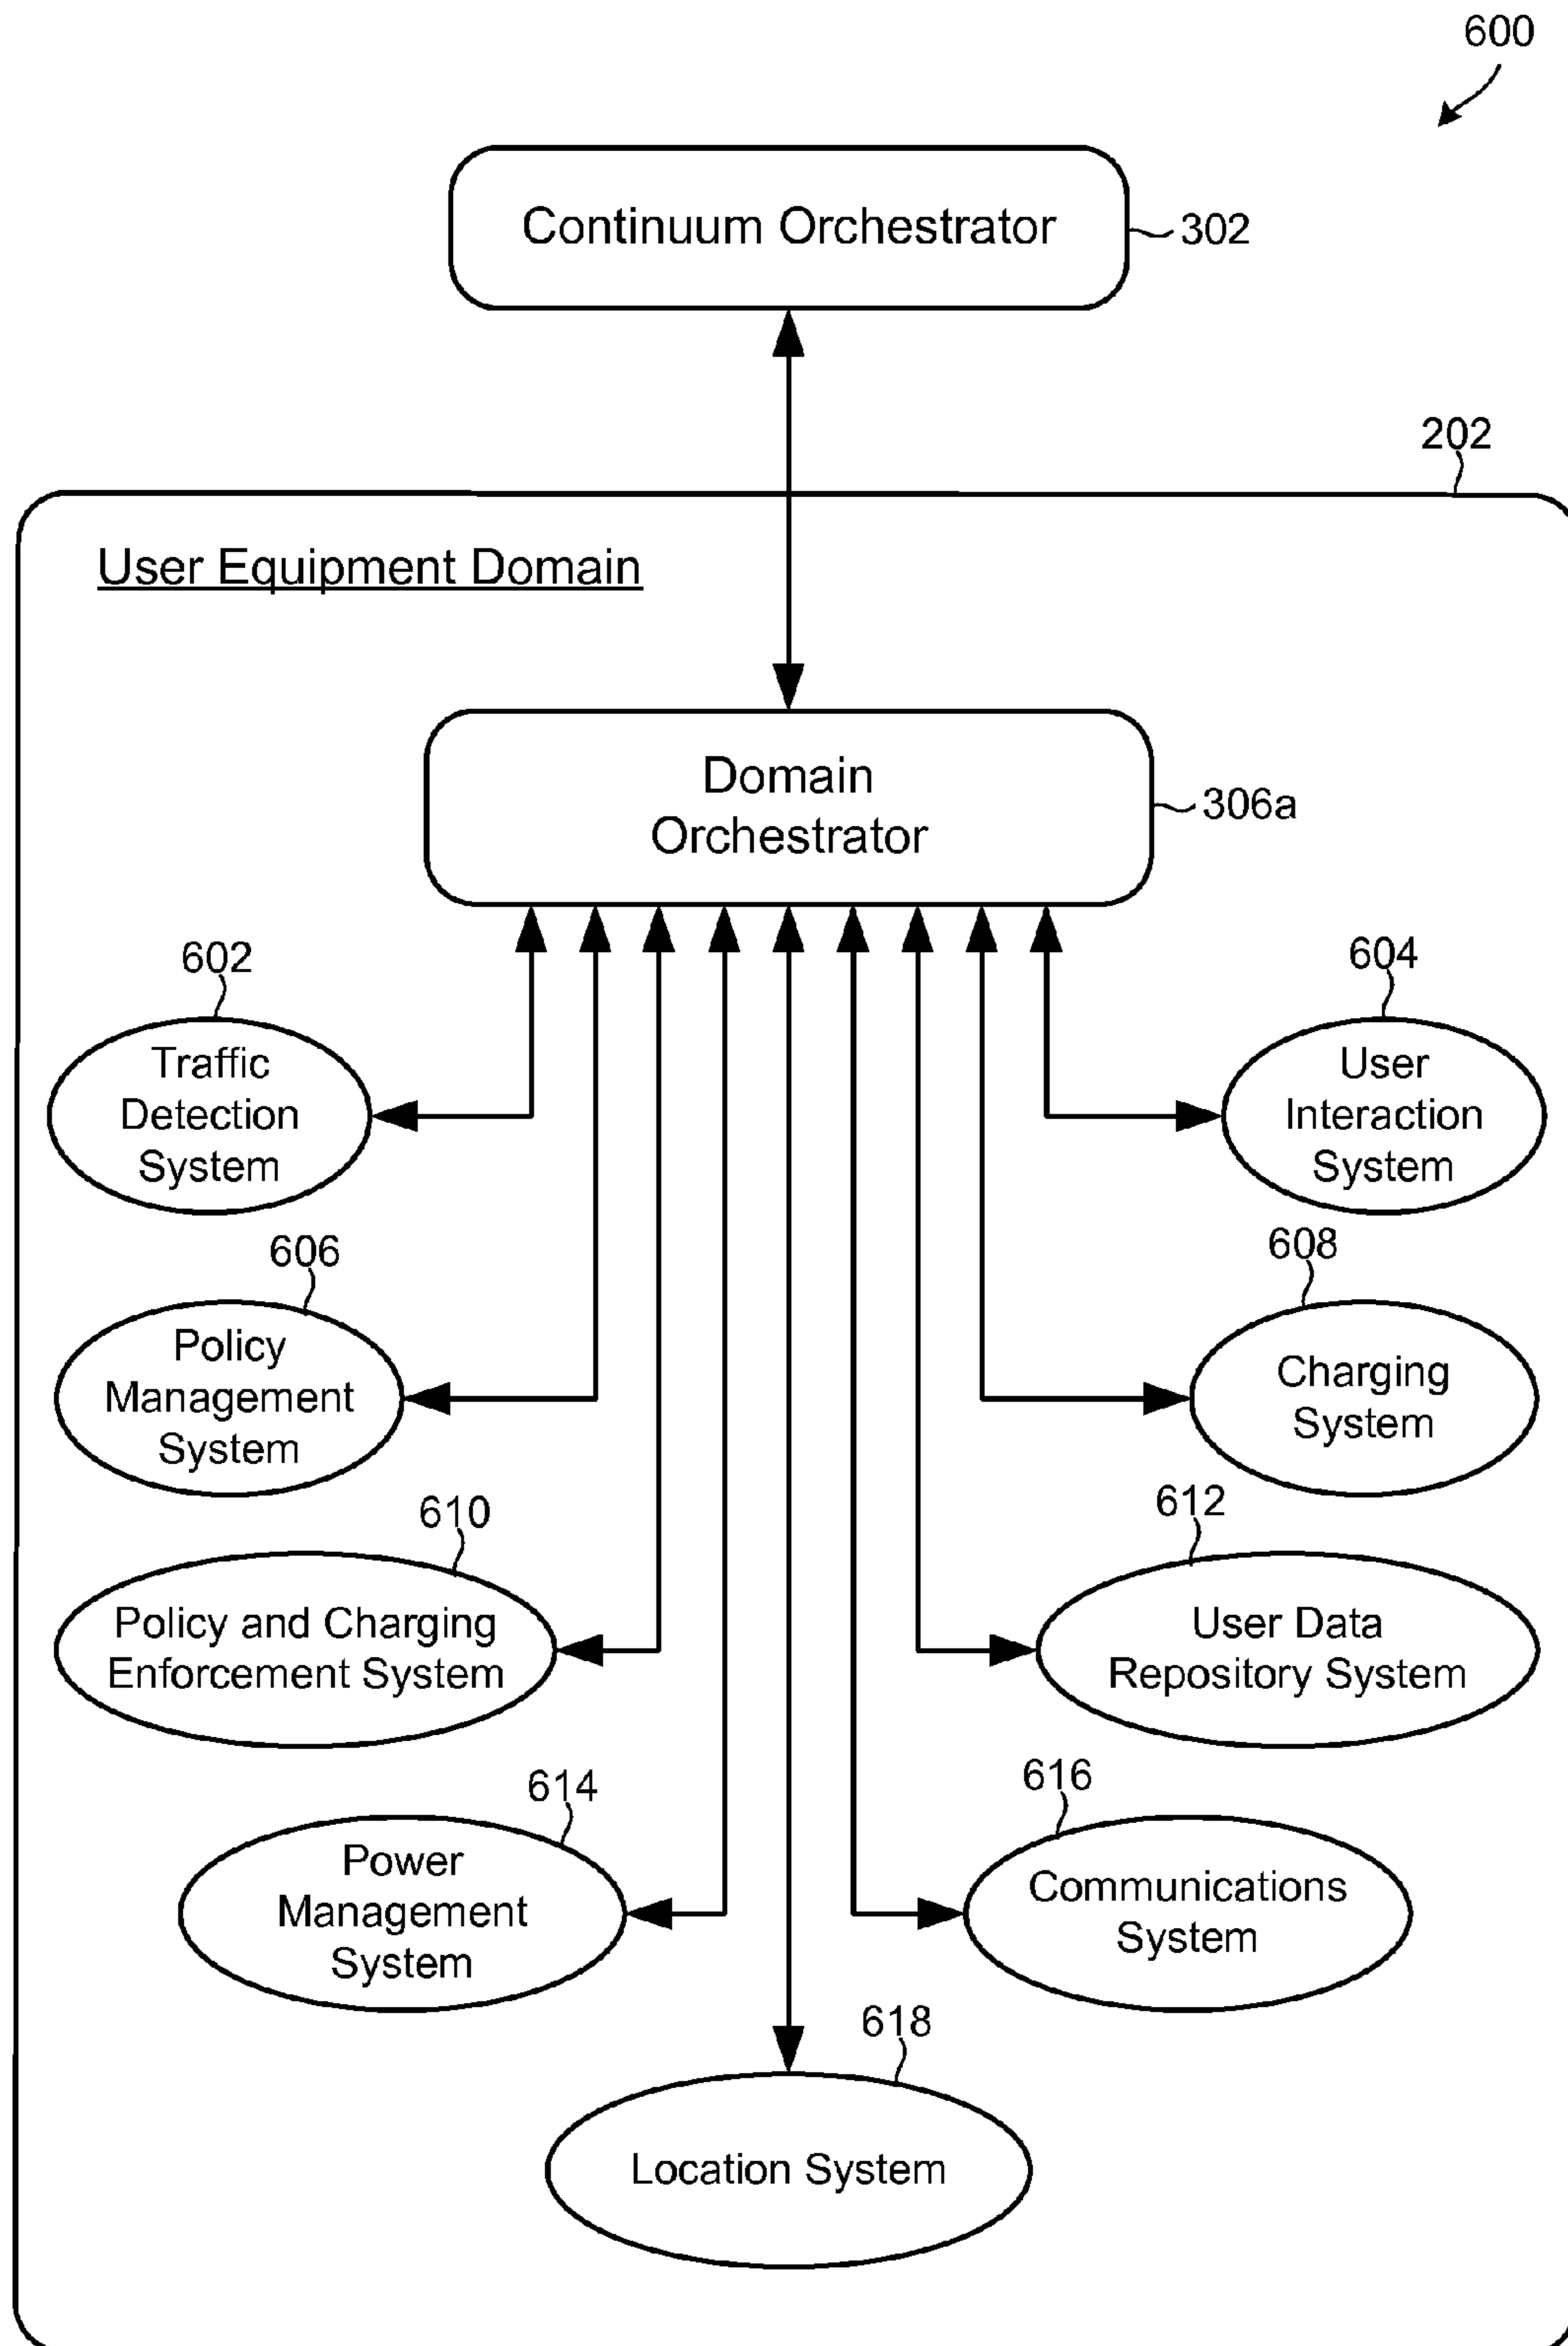 600
Continuum Orchestrator
302
202
User Equipment Domain
Domain
Orchestrator
306a
602
Traffic
Detection
System
604
User
Interaction
System
606
Policy
Management
System
608
Charging
System
610
Policy and Charging
Enforcement System
612
User Data
Repository System
614
Power
Management
System
616
Communications
System
618
Location System